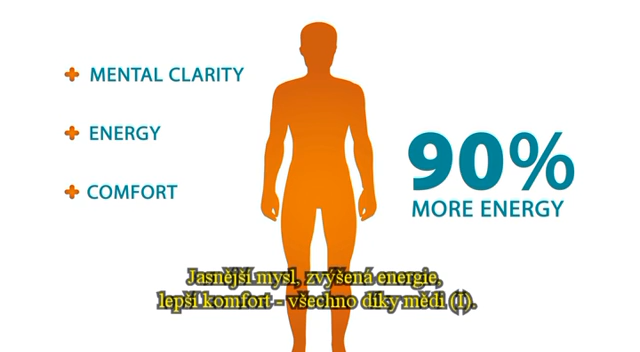 + MENTAL CLARITY
+ ENERGY
+ COMFORT
90%
MORE ENERGY
Jasnější mysl, zvýšená energie,
lepší komfort - všechno díky mědi (I).